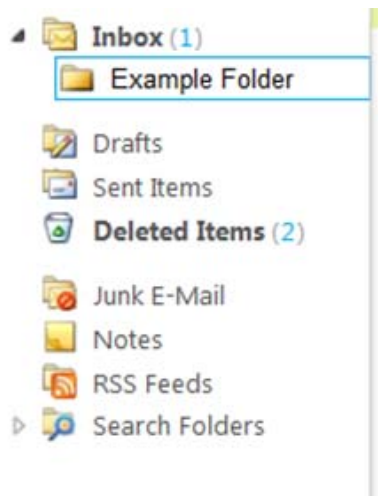 Inbox (1)
Example Folder
Drafts
Sent Items
Deleted Items (2)
Junk E-Mail
Notes
RSS Feeds
Search Folders